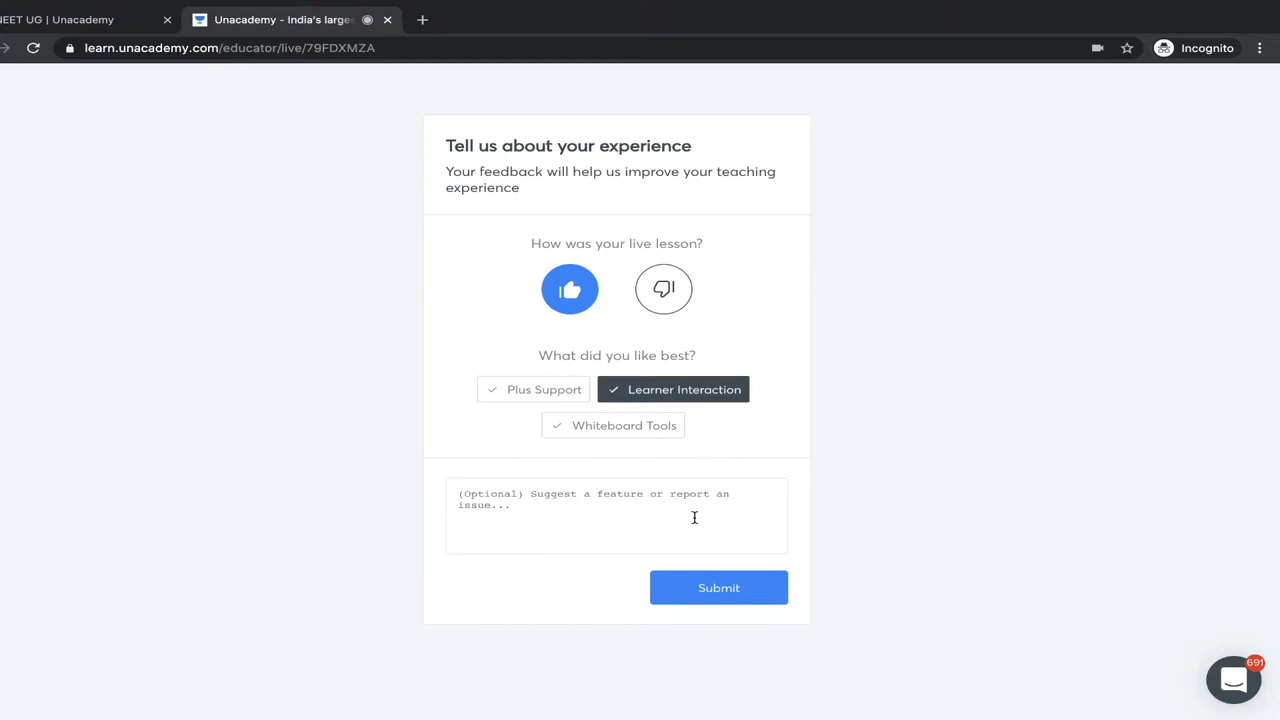 NEET UG | Unacademy
Unacademy - India's larges
learn.unacademy.com/educator/live/79FDXMZA
Incognito
Tell us about your experience
Your feedback will help us improve your teaching
experience
How was your live lesson?
What did you like best?
Plus Support
Learner Interaction
Whiteboard Tools
(Optional) Suggest a feature or report an
issue...
Submit
691